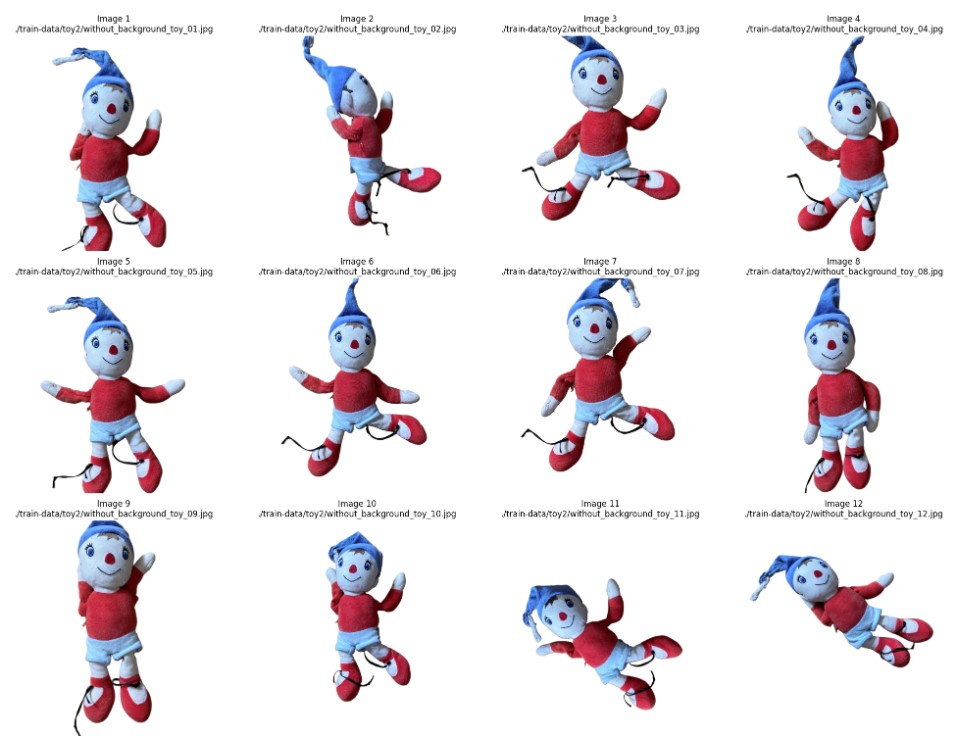 Image 1
./train-data/toy2/without_background_toy_01.jpg
Image 2
./train-data/toy2/without_background_toy_02.jpg
Image 3
./train-data/toy2/without_background_toy_03.jpg
Image 4
./train-data/toy2/without_background_toy_04.jpg
Image 5
./train-data/toy2/without_background_toy_05.jpg
Image 6
./train-data/toy2/without_background_toy_06.jpg
Image 7
./train-data/toy2/without_background_toy_07.jpg
Image 8
./train-data/toy2/without_background_toy_08.jpg
Image 9
./train-data/toy2/without_background_toy_09.jpg
Image 10
./train-data/toy2/without_background_toy_10.jpg
Image 11
./train-data/toy2/without_background_toy_11.jpg
Image 12
./train-data/toy2/without_background_toy_12.jpg